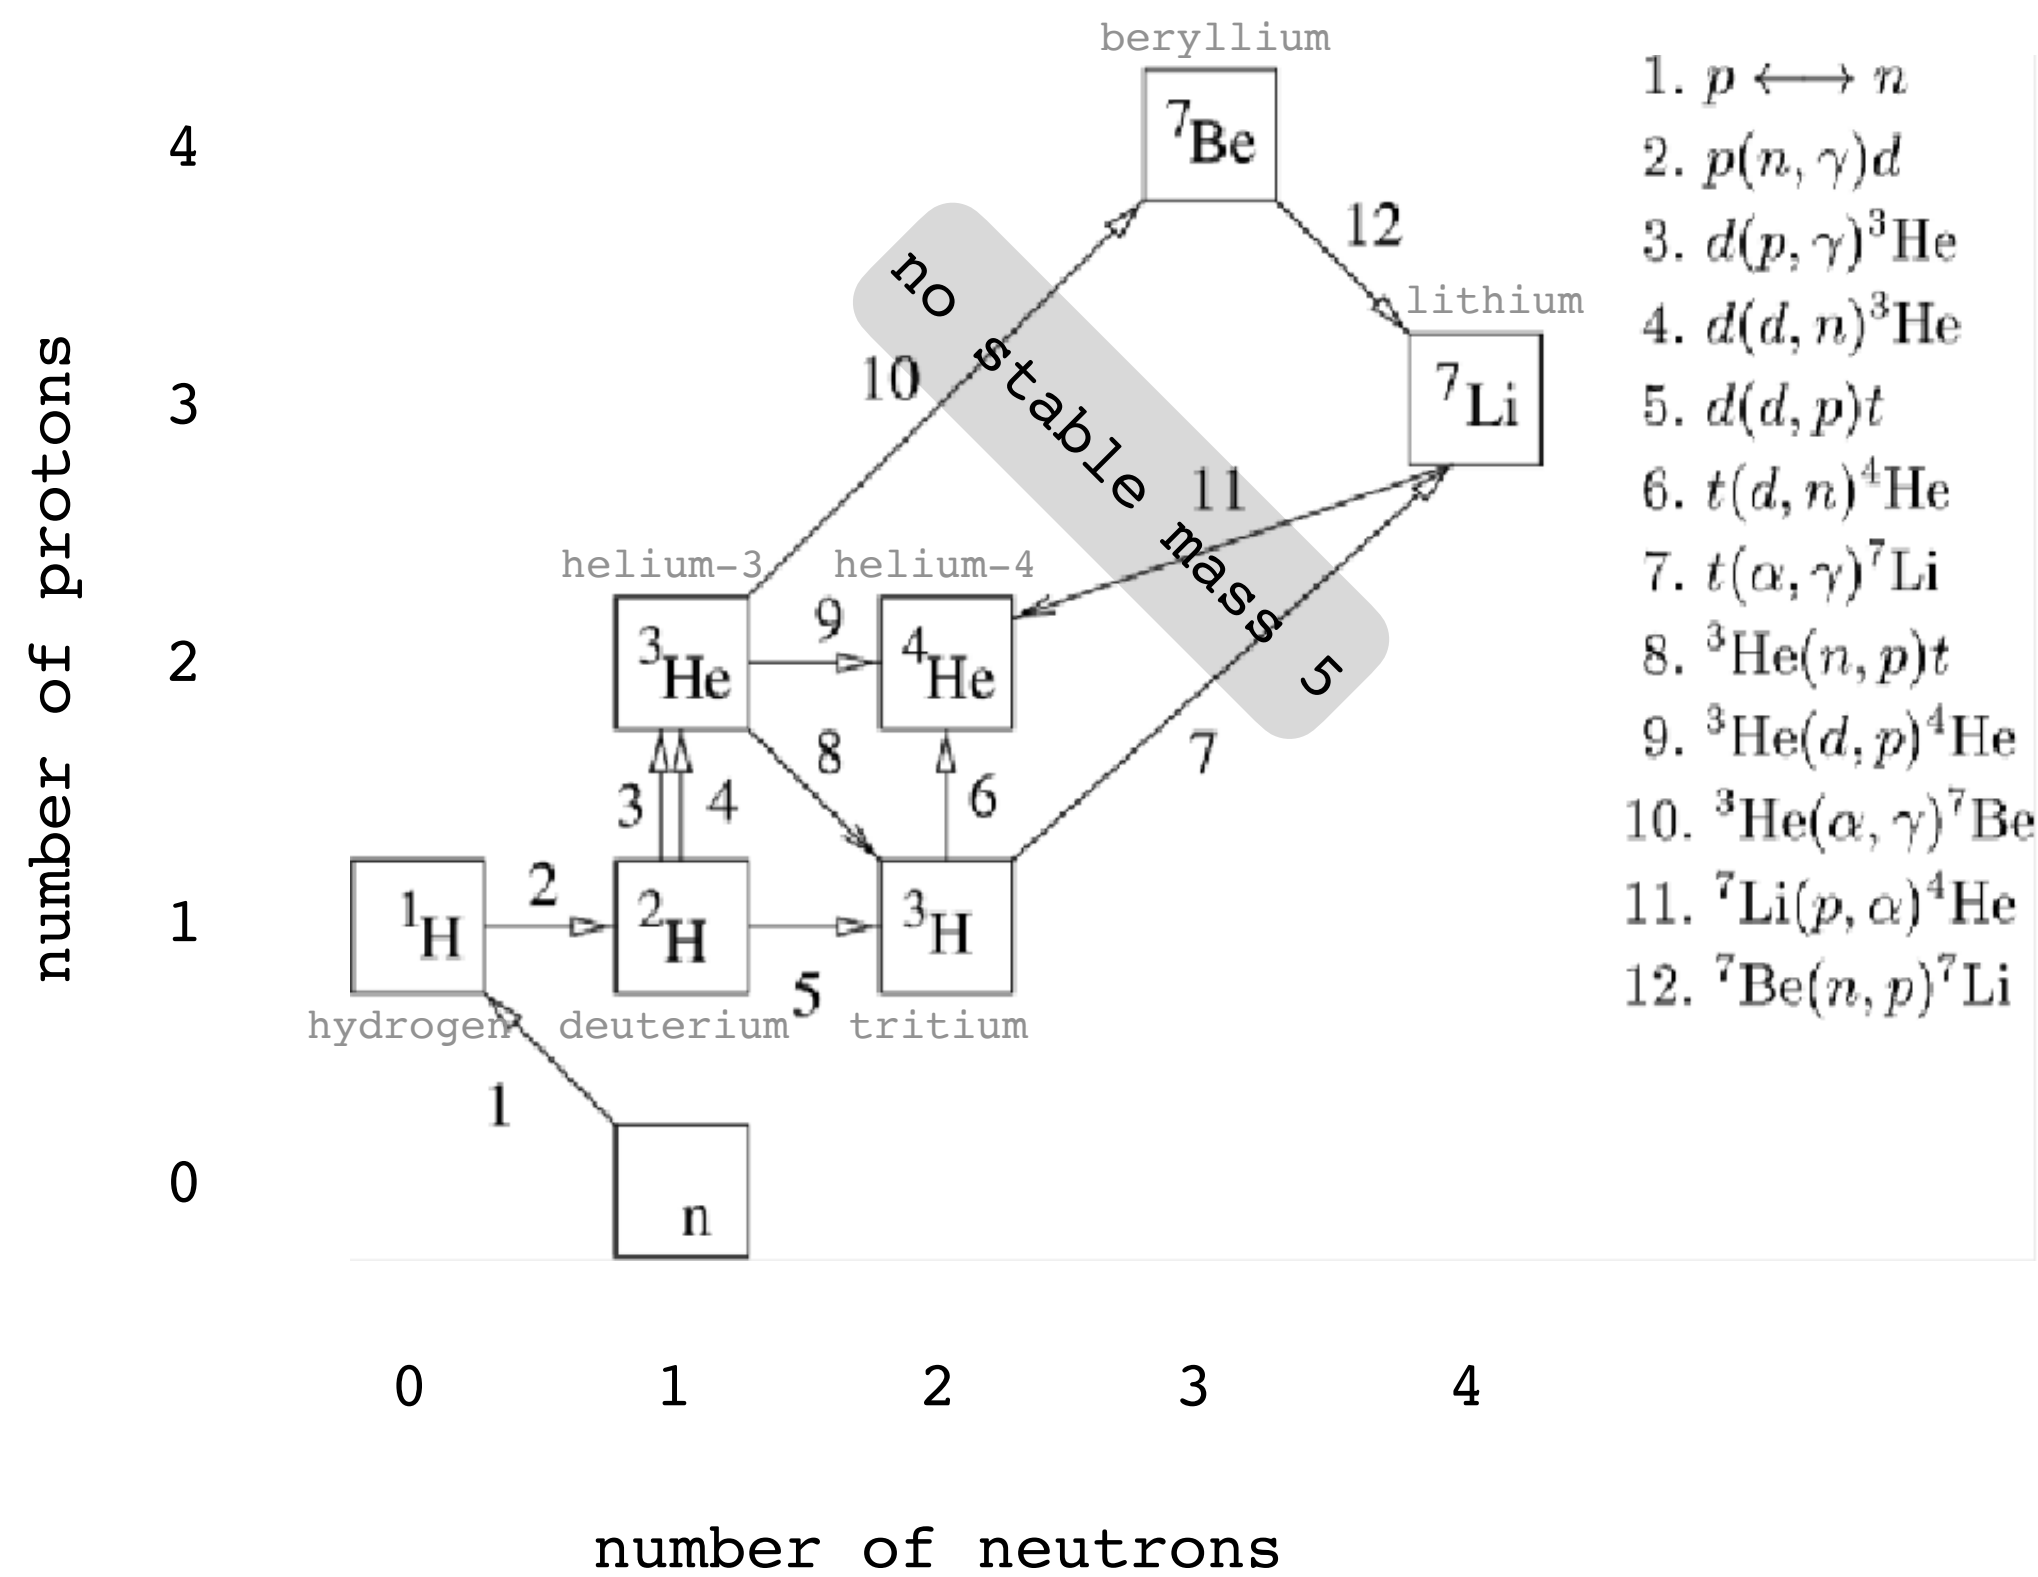 beryllium
⁷Be
4
12
no stable mass 5
lithium
10
3
⁷Li
11
number of protons
helium-3
helium-4
9
2
³He
⁴He
8
7
3
4
6
2
1
¹H
²H
³H
5
hydrogen
deuterium
tritium
1
0
n
0
1
2
3
4
number of neutrons
1. p ⟷ n
2. p(n, γ)d
3. d(p, γ)³He
4. d(d, n)³He
5. d(d, p)t
6. t(d, n)⁴He
7. t(α, γ)⁷Li
8. ³He(n, p)t
9. ³He(d, p)⁴He
10. ³He(α, γ)⁷Be
11. ⁷Li(p, α)⁴He
12. ⁷Be(n, p)⁷Li